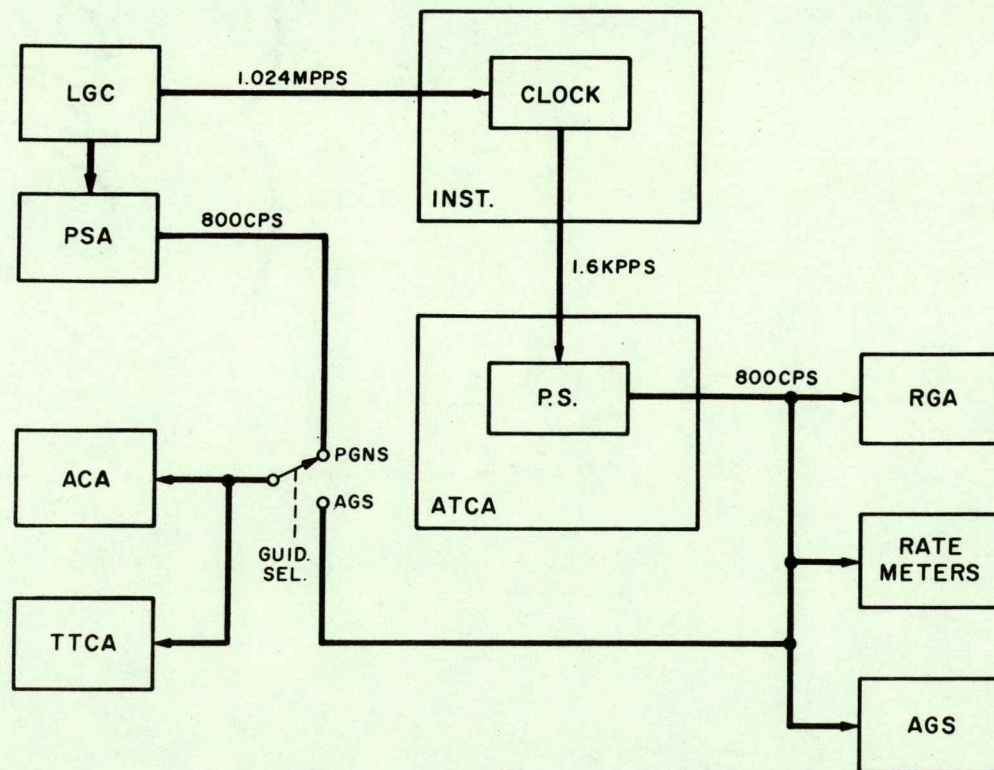 LGC
1.024MPPS
CLOCK
INST.
PSA
800CPS
1.6KPPS
P.S.
ATCA
800CPS
RGA
ACA
PGNS
AGS
GUID.
SEL.
RATE
METERS
TTCA
AGS